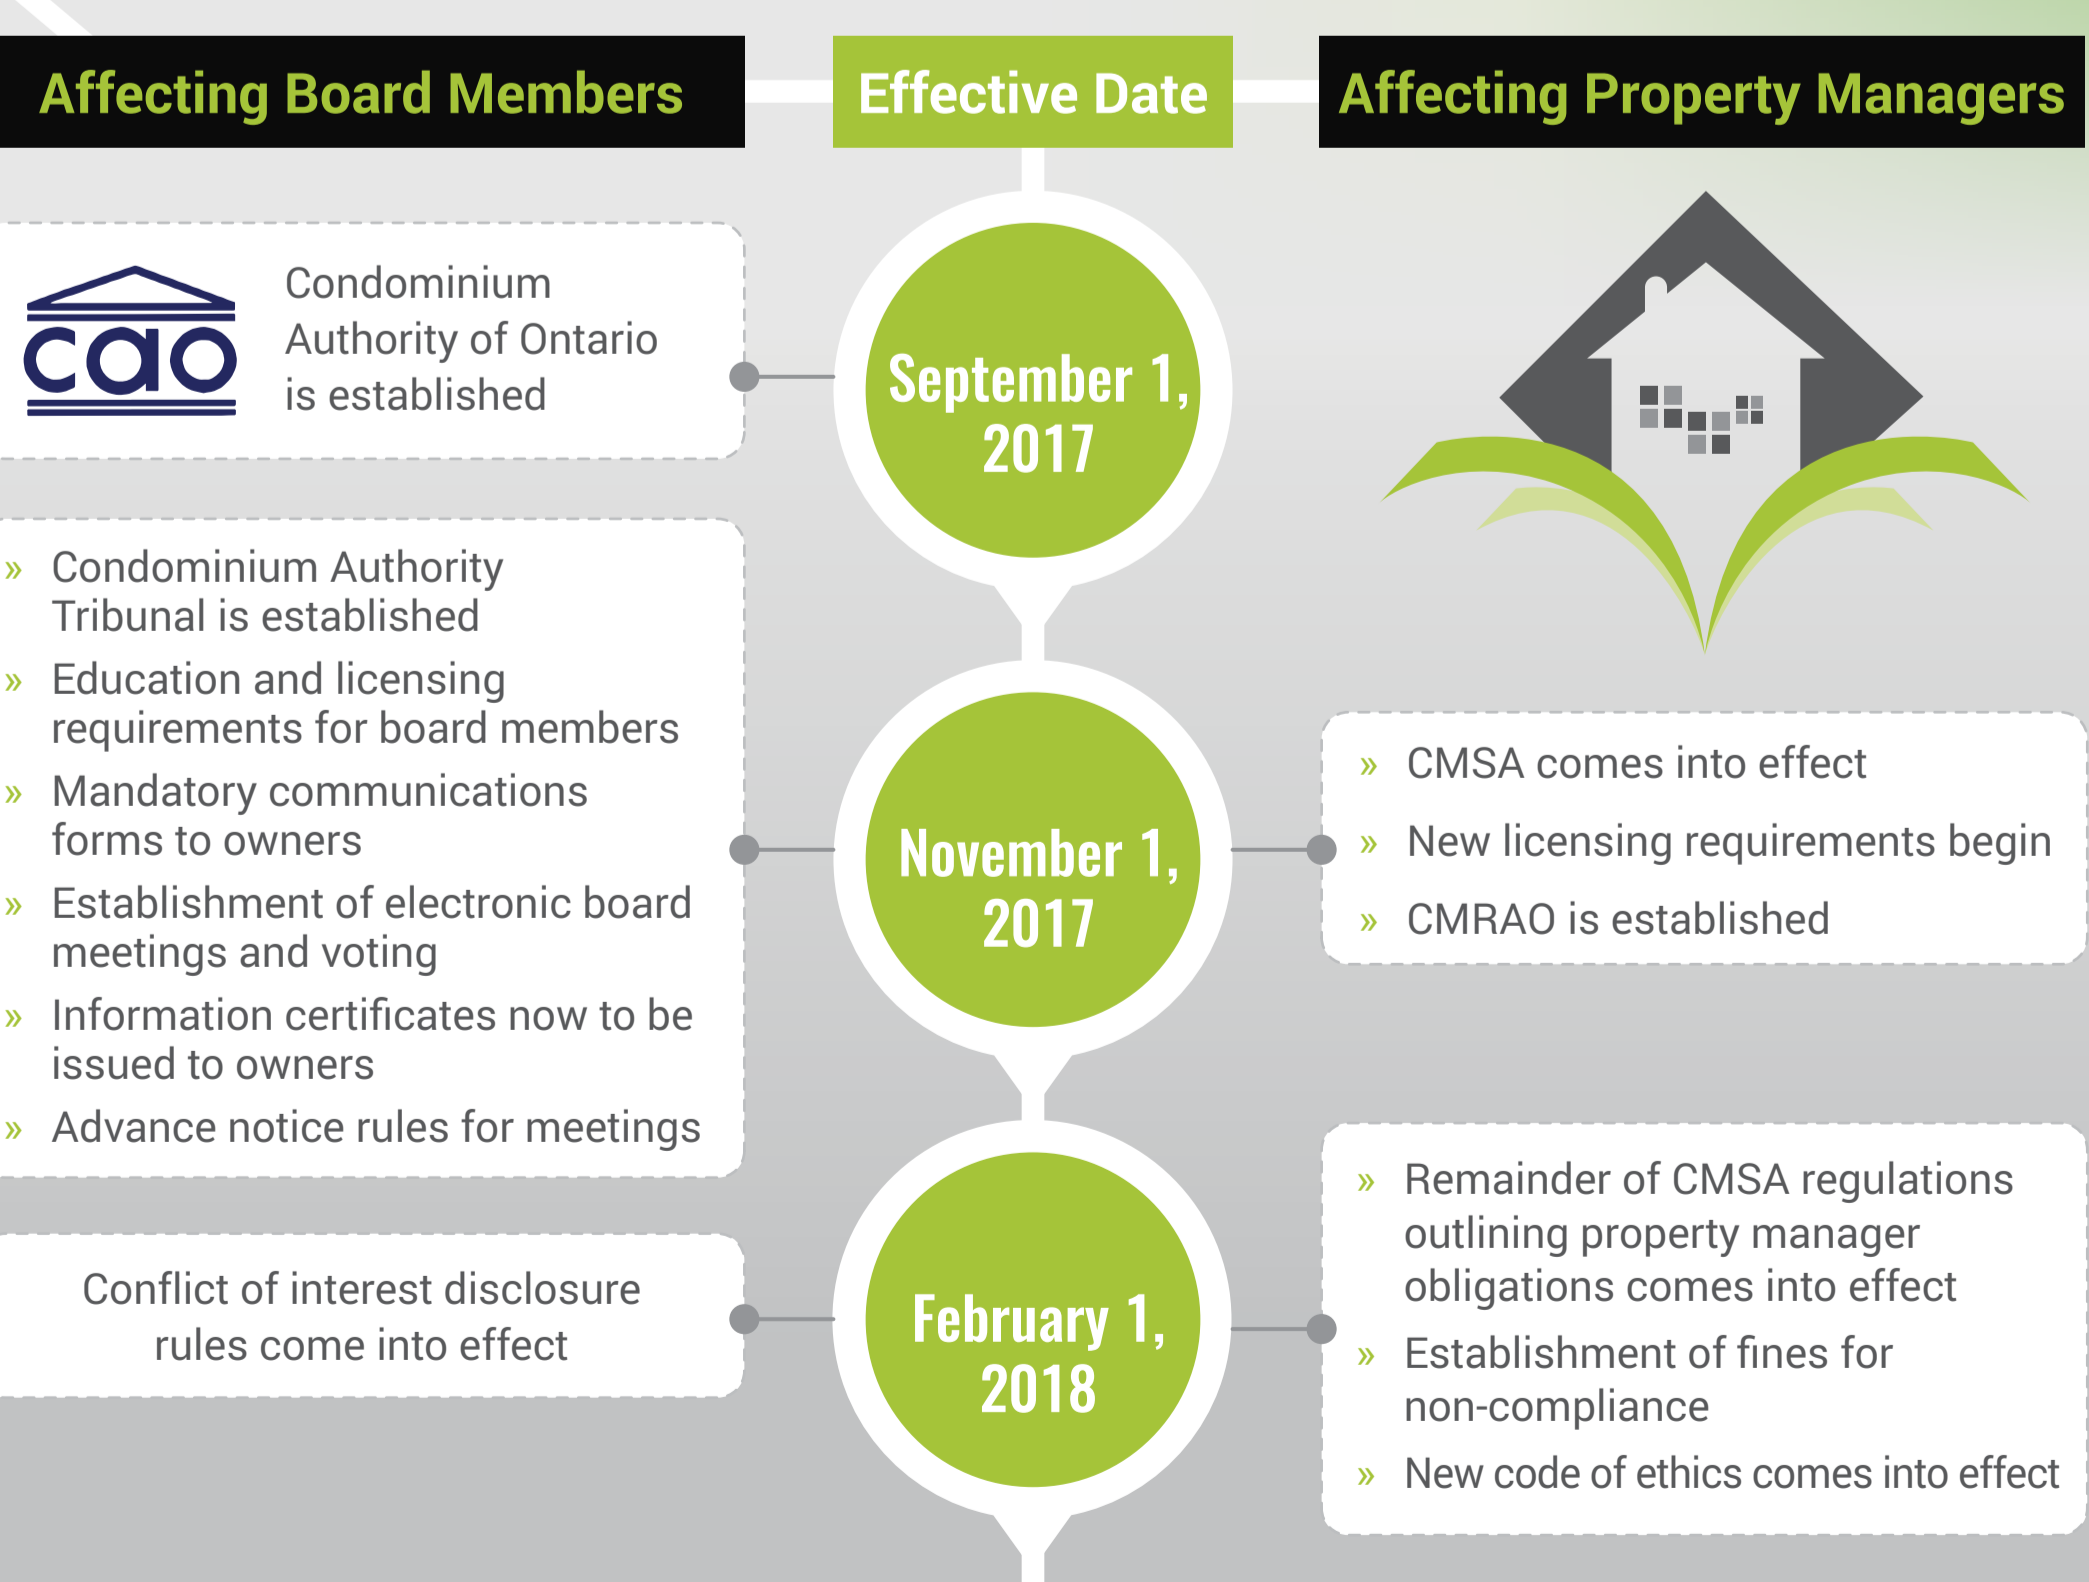 Affecting Board Members
Effective Date
Affecting Property Managers
cao
Condominium
Authority of Ontario
is established
September 1,
2017
» Condominium Authority
Tribunal is established
» Education and licensing
requirements for board members
» Mandatory communications
forms to owners
» Establishment of electronic board
meetings and voting
» Information certificates now to be
issued to owners
» Advance notice rules for meetings
November 1,
2017
» CMSA comes into effect
» New licensing requirements begin
» CMRAO is established
Conflict of interest disclosure
rules come into effect
February 1,
2018
» Remainder of CMSA regulations
outlining property manager
obligations comes into effect
» Establishment of fines for
non-compliance
» New code of ethics comes into effect